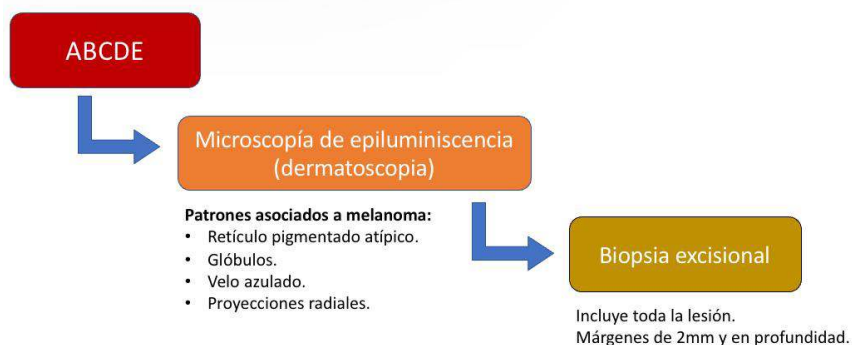 ABCDE
Microscopía de epiluminiscencia
(dermatoscopia)
Patrones asociados a melanoma:
• Retículo pigmentado atípico.
• Glóbulos.
• Velo azulado.
• Proyecciones radiales.
Biopsia excisional
Incluye toda la lesión.
Márgenes de 2mm y en profundidad.